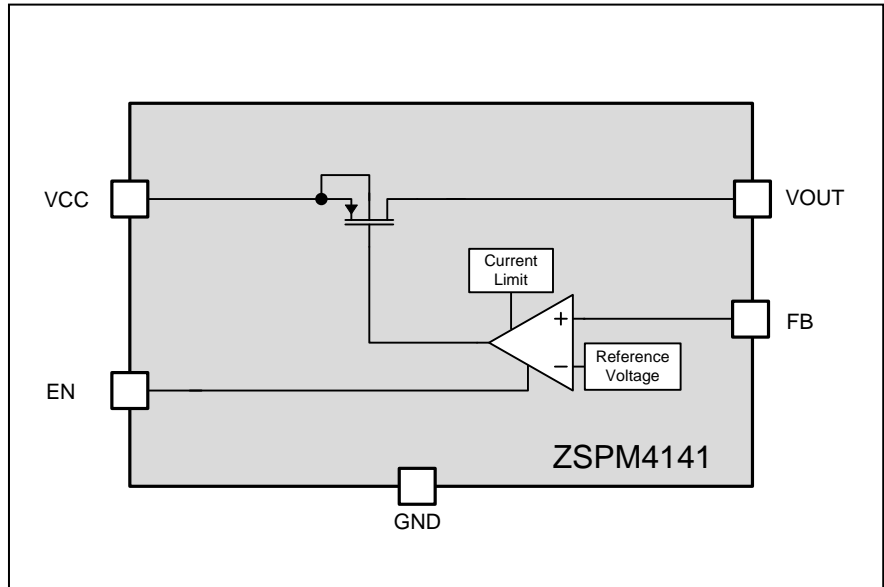 VCC
VOUT
Current
Limit
+
FB
−
Reference
Voltage
EN
ZSPM4141
GND